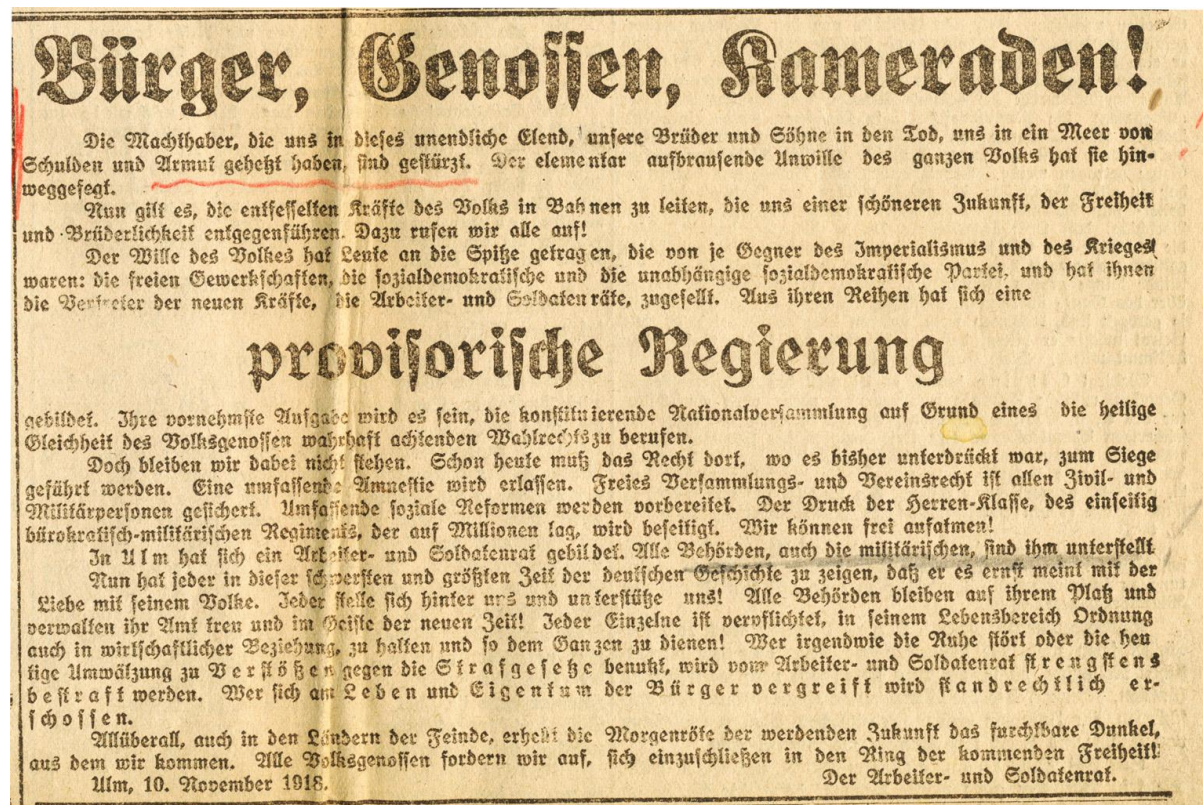 Bürger, Genossen, Kameraden!
Die Machthaber, die uns in dieses unendliche Elend, unsere Brüder und Söhne in den Tod, uns in ein Meer von
Schulden und Armut gehetzt haben, sind gestürzt. Der elementar aufbrausende Unwille des ganzen Volks hat sie hin-
weggefegt.
Nun gilt es, die entfesselten Kräfte des Volks in Bahnen zu leiten, die uns einer schöneren Zukunft, der Freiheit
und Brüderlichkeit entgegenführen. Dazu rufen wir alle auf!
Der Wille des Volkes hat Leute an die Spitze getragen, die von je Gegner des Imperialismus und des Krieges
waren: die freien Gewerkschaften, die sozialdemokratische und die unabhängige sozialdemokratische Partei, und hat ihnen
die Vertreter der neuen Kräfte, die Arbeiter- und Soldatenräte, zugesellt. Aus ihren Reihen hat sich eine
provisorische Regierung
gebildet. Ihre vornehmste Aufgabe wird es sein, die konstituierende Nationalversammlung auf Grund eines die heilige
Gleichheit des Volksgenossen wahrhaft achtenden Wahlrechts zu berufen.
Doch bleiben wir dabei nicht stehen. Schon heute muß das Recht dort, wo es bisher unterdrückt war, zum Siege
geführt werden. Eine umfassende Amnestie wird erlassen. Freies Versammlungs- und Vereinsrecht ist allen Zivil- und
Militärpersonen gesichert. Umfassende soziale Reformen werden vorbereitet. Der Druck der Herren-Klasse, des einseitig
bürokratisch-militärischen Regiments, der auf Millionen lag, wird beseitigt. Wir können frei aufatmen!
In Ulm hat sich ein Arbeiter- und Soldatenrat gebildet. Alle Behörden, auch die militärischen, sind ihm unterstellt
Nun hat jeder in dieser schwersten und größten Zeit der deutschen Geschichte zu zeigen, daß er es ernst meint mit der
Liebe mit seinem Volke. Jeder stelle sich hinter uns und unterstütze uns! Alle Behörden bleiben auf ihrem Platz und
verwalten ihr Amt treu und im Geiste der neuen Zeit! Jeder Einzelne ist verpflichtet, in seinem Lebensbereich Ordnung
auch in wirtschaftlicher Beziehung, zu halten und so dem Ganzen zu dienen! Wer irgendwie die Ruhe stört oder die heu
tige Umwälzung zu Verstößen gegen die Strafgesetze benutzt, wird vom Arbeiter- und Soldatenrat strengstens
bestraft werden. Wer sich am Leben und Eigentum der Bürger vergreift wird standrechtlich er-
schossen.
Allüberall, auch in den Ländern der Feinde, erhellt die Morgenröte der werdenden Zukunft das furchtbare Dunkel,
aus dem wir kommen. Alle Volksgenossen fordern wir auf, sich einzuschließen in den Ring der kommenden Freiheit!
Ulm, 10. November 1918. Der Arbeiter- und Soldatenrat.